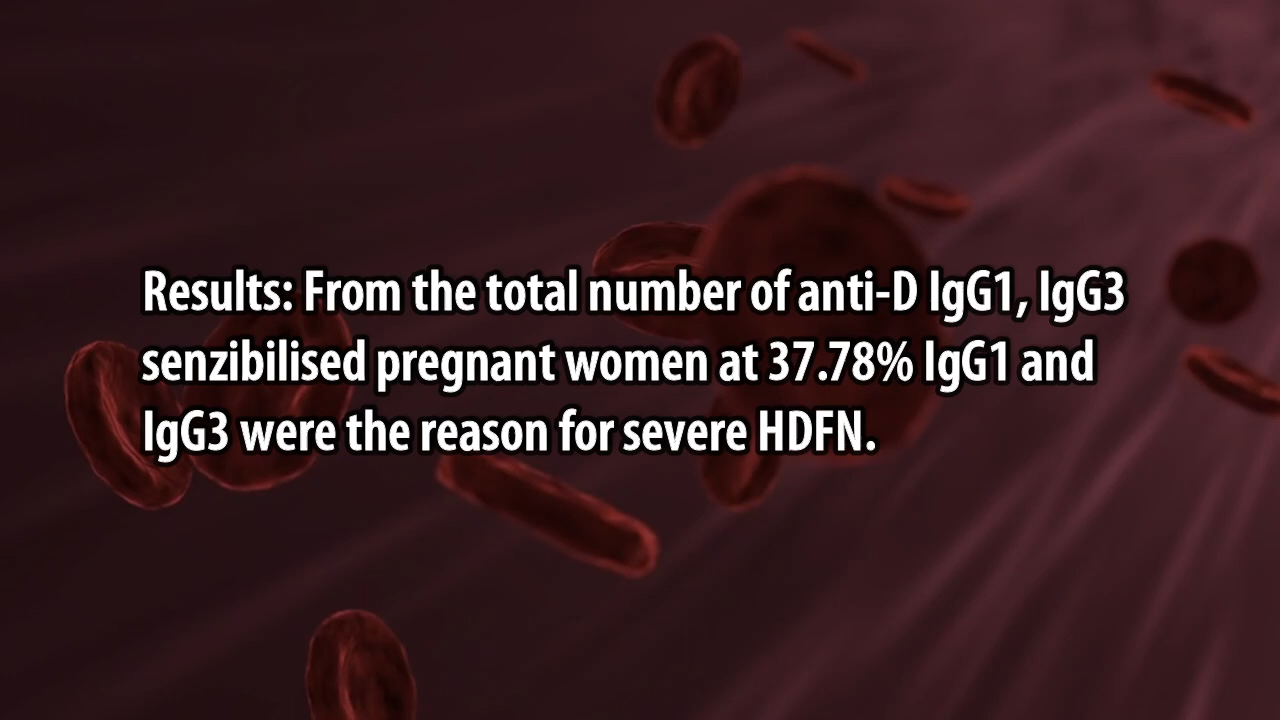 Results: From the total number of anti-D IgG1, IgG3
senzibilised pregnant women at 37.78% IgG1 and
IgG3 were the reason for severe HDFN.